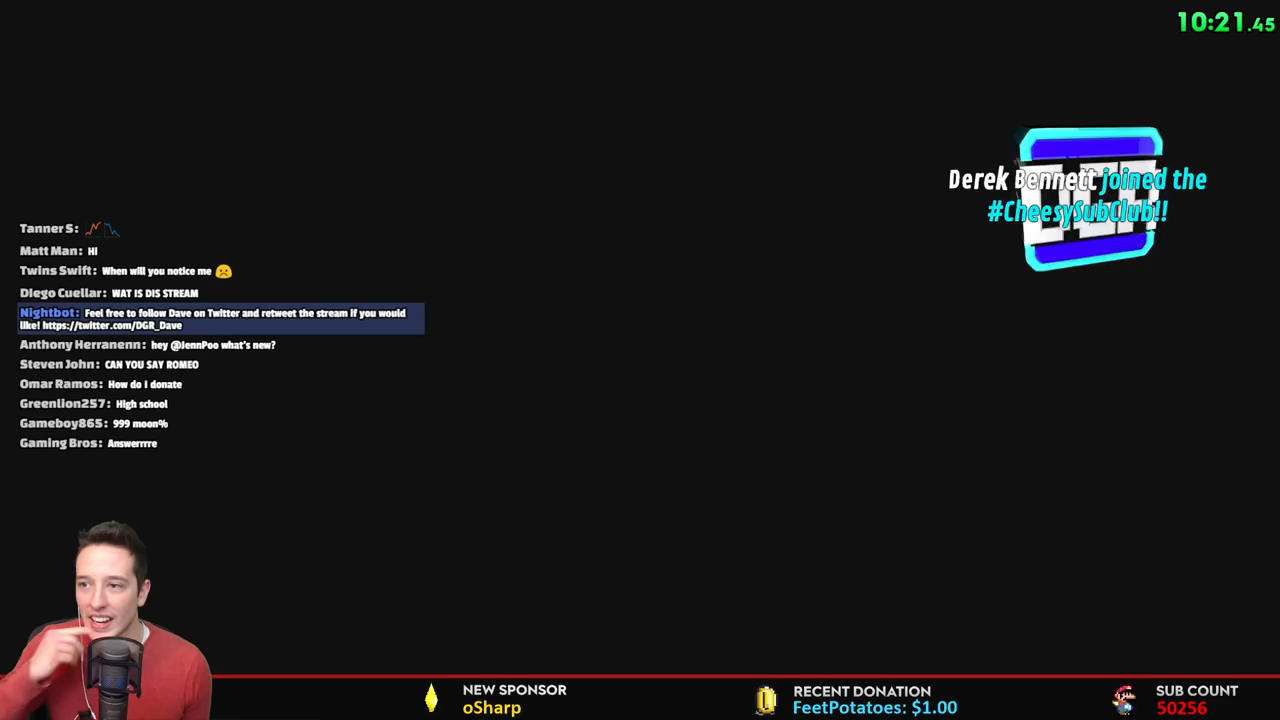 10:21.45
Derek Bennett joined the
#CheesySubClub!!
DGR
Tanner S:
Matt Man: Hi
Twins Swift: When will you notice me
Diego Cuellar: WAT IS DIS STREAM
Nightbot: Feel free to follow Dave on Twitter and retweet the stream if you would
like! https://twitter.com/DGR_Dave
Anthony Herranenn: hey @JennPoo what's new?
Steven John: CAN YOU SAY ROMEO
Omar Ramos: How do I donate
Greenlion257: High school
Gameboy865: 999 moon%
Gaming Bros: Answerrrre
NEW SPONSOR
oSharp
RECENT DONATION
FeetPotatoes: $1.00
SUB COUNT
50256